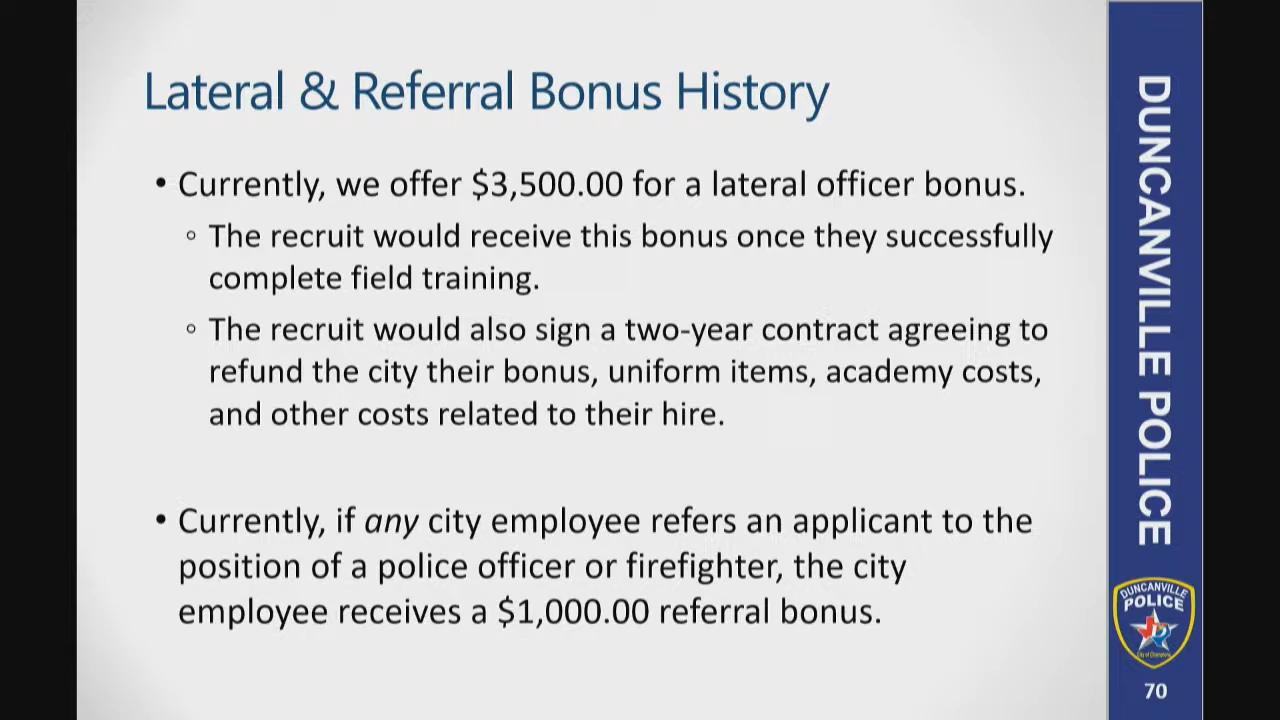 Lateral & Referral Bonus History
• Currently, we offer $3,500.00 for a lateral officer bonus.
◦ The recruit would receive this bonus once they successfully
complete field training.
◦ The recruit would also sign a two-year contract agreeing to
refund the city their bonus, uniform items, academy costs,
and other costs related to their hire.
• Currently, if any city employee refers an applicant to the
position of a police officer or firefighter, the city
employee receives a $1,000.00 referral bonus.
DUNCANVILLE POLICE
DUNCANVILLE
POLICE
City of Champions
70